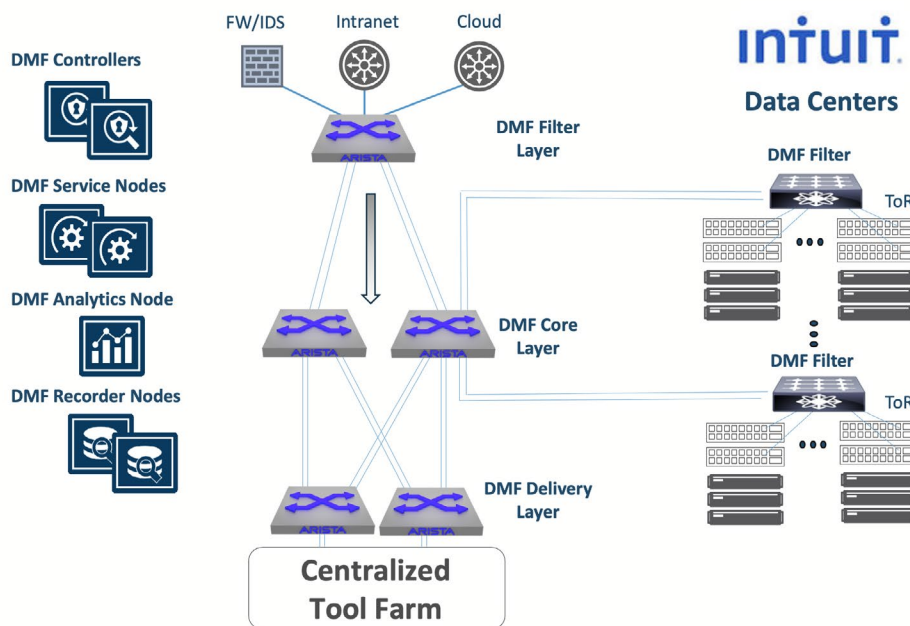 FW/IDS
Intranet
Cloud
INTUIT.
Data Centers
DMF Controllers
DMF Service Nodes
DMF Analytics Node
DMF Recorder Nodes
ARISTA
DMF Filter
Layer
ARISTA
ARISTA
DMF Core
Layer
ARISTA
ARISTA
DMF Delivery
Layer
Centralized
Tool Farm
DMF Filter
ToR
DMF Filter
ToR